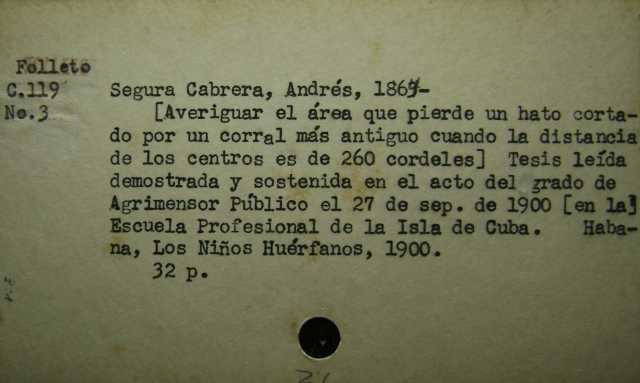 Folleto
C.119 Segura Cabrera, Andrés, 1869-
No.3 [Averiguar el área que pierde un hato corta-
do por un corral más antiguo cuando la distancia
de los centros es de 260 cordeles] Tesis leída
demostrada y sostenida en el acto del grado de
Agrimensor Público el 27 de sep. de 1900 [en la]
Escuela Profesional de la Isla de Cuba. Haba-
na, Los Niños Huérfanos, 1900.
32 p.